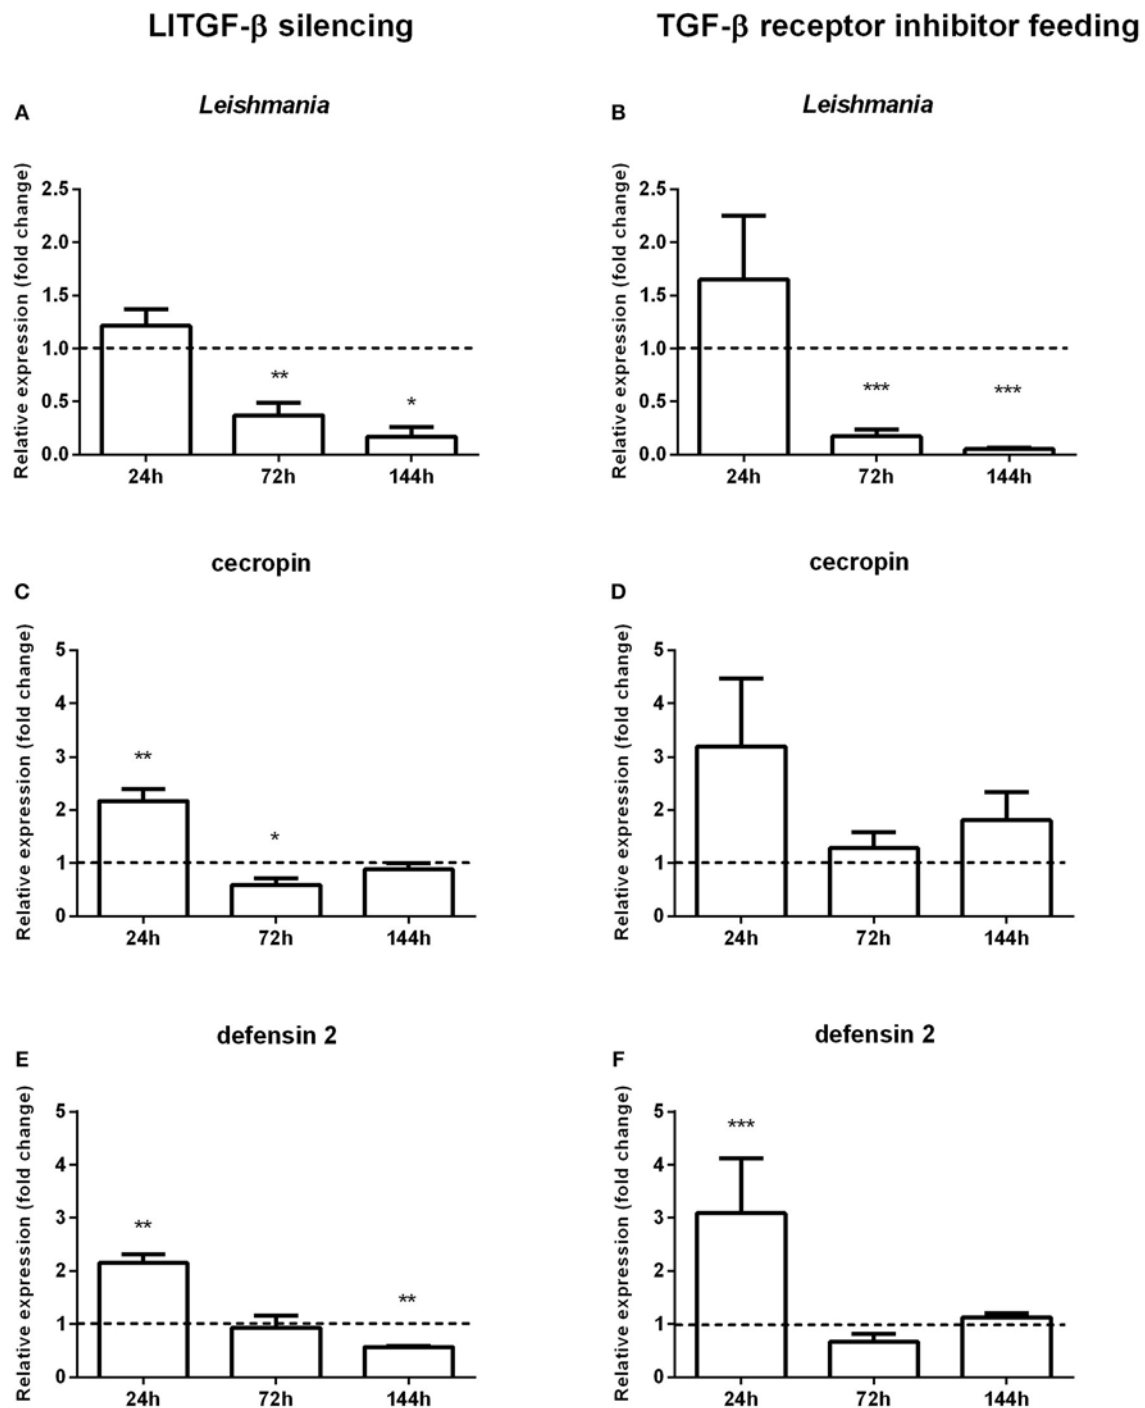 LITGF-β silencing
TGF-β receptor inhibitor feeding
A
Leishmania
Relative expression (fold change)
2.5
2.0
1.5
1.0
0.5
0.0
**
*
24h 72h 144h
B
Leishmania
Relative expression (fold change)
2.5
2.0
1.5
1.0
0.5
0.0
***
***
24h 72h 144h
C
cecropin
Relative expression (fold change)
5
4
3
2
1
0
**
*
24h 72h 144h
D
cecropin
Relative expression (fold change)
5
4
3
2
1
0
24h 72h 144h
E
defensin 2
Relative expression (fold change)
5
4
3
2
1
0
**
**
24h 72h 144h
F
defensin 2
Relative expression (fold change)
5
4
3
2
1
0
***
24h 72h 144h